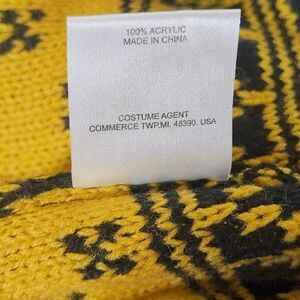 100% ACRYLIC
MADE IN CHINA
COSTUME AGENT
COMMERCE TWP.MI. 48390. USA